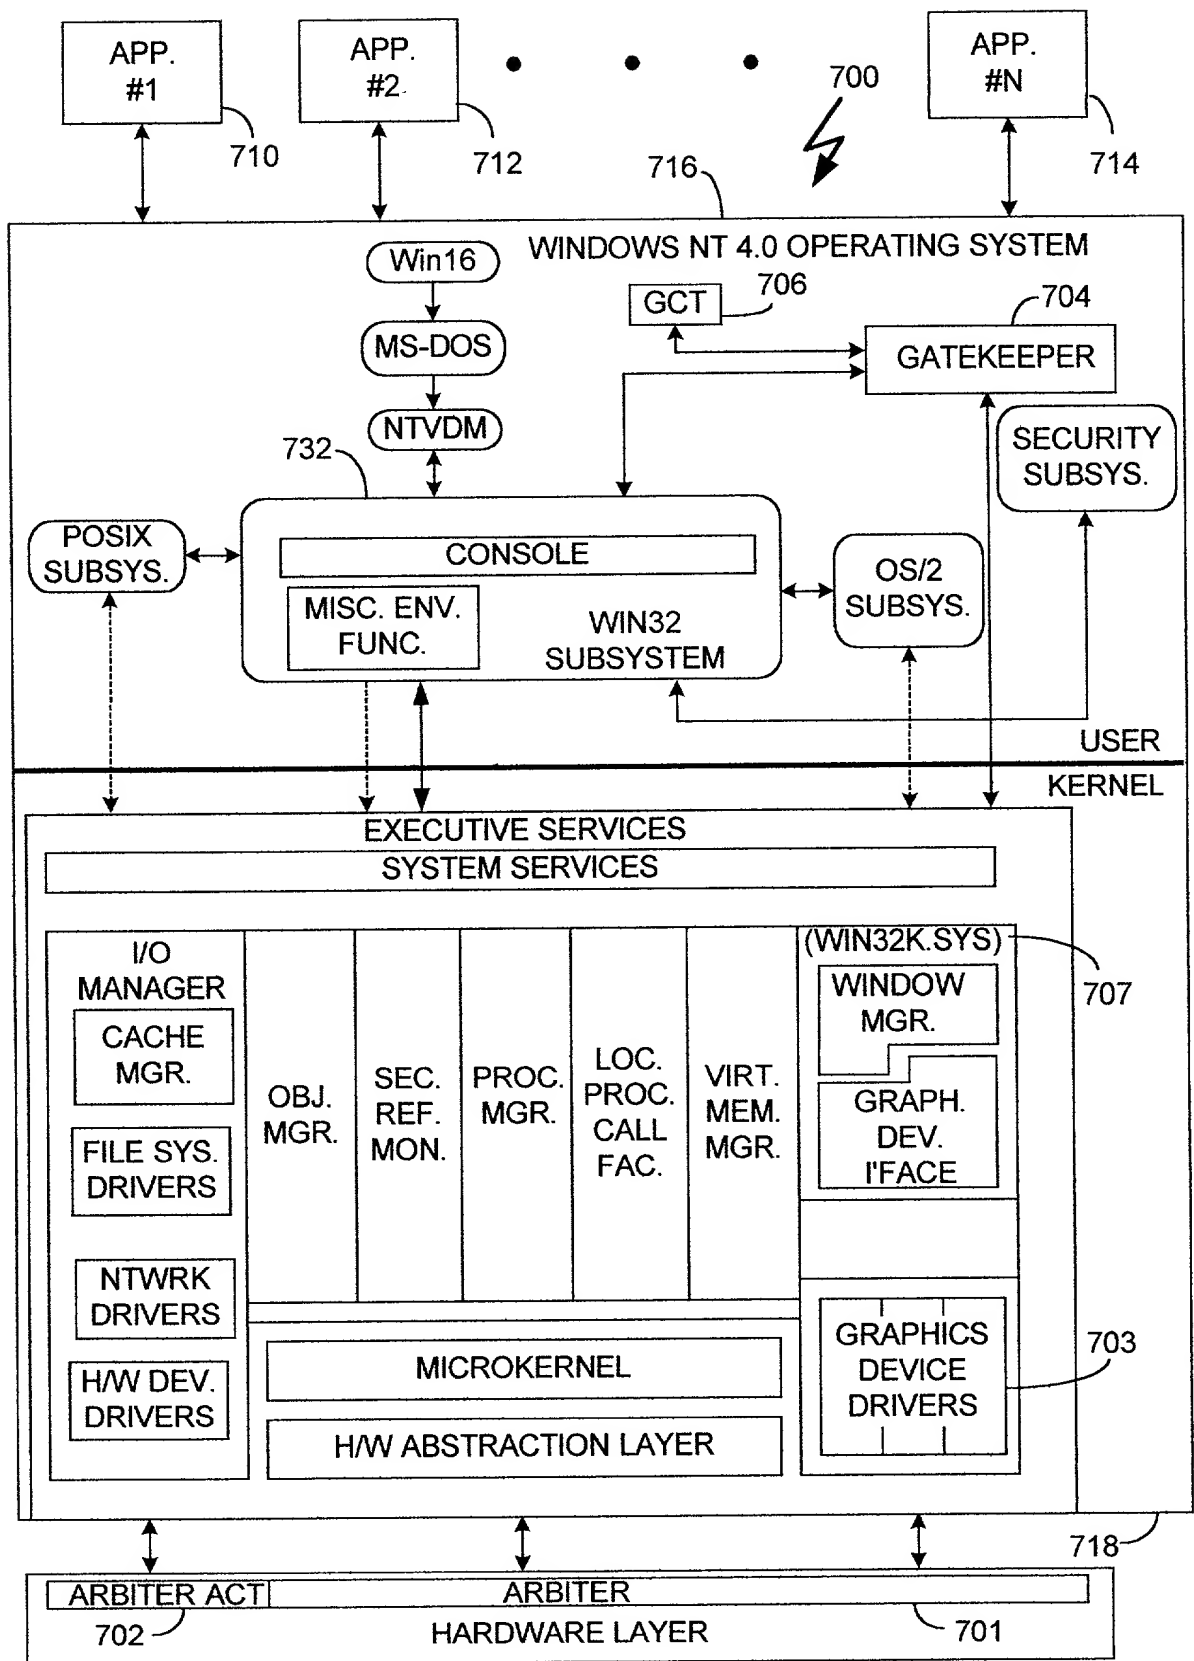 APP.
#1
710
APP.
#2
712
APP.
#N
714
700
716
WINDOWS NT 4.0 OPERATING SYSTEM
Win16
MS-DOS
NTVDM
GCT
706
704
GATEKEEPER
SECURITY
SUBSYS.
732
POSIX
SUBSYS.
CONSOLE
MISC. ENV.
FUNC.
WIN32
SUBSYSTEM
OS/2
SUBSYS.
USER
KERNEL
EXECUTIVE SERVICES
SYSTEM SERVICES
I/O
MANAGER
CACHE
MGR.
FILE SYS.
DRIVERS
NTWRK
DRIVERS
H/W DEV.
DRIVERS
OBJ.
MGR.
SEC.
REF.
MON.
PROC.
MGR.
LOC.
PROC.
CALL
FAC.
VIRT.
MEM.
MGR.
(WIN32K.SYS)
WINDOW
MGR.
707
GRAPH.
DEV.
I'FACE
GRAPHICS
DEVICE
DRIVERS
703
MICROKERNEL
H/W ABSTRACTION LAYER
718
ARBITER ACT
ARBITER
702
HARDWARE LAYER
701